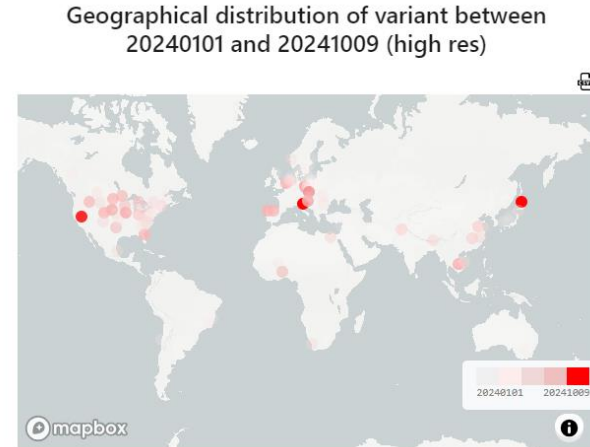 Geographical distribution of variant between
20240101 and 20241009 (high res)
20240101 20241009
mapbox